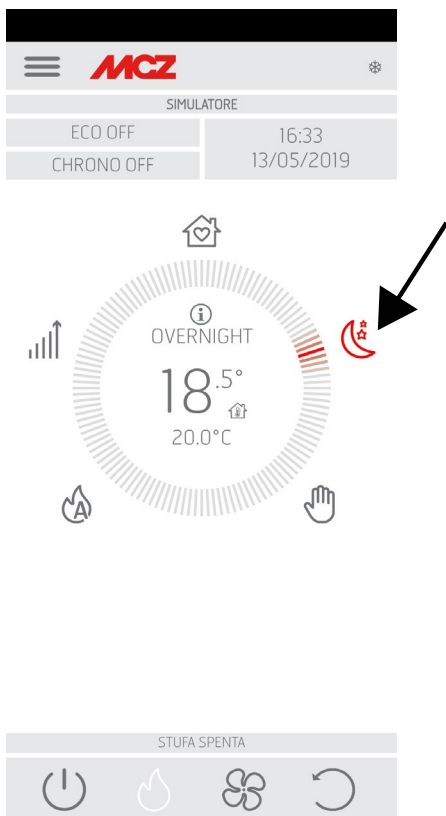 MCZ
SIMULATORE
ECO OFF
CHRONO OFF
16:33
13/05/2019
i
OVERNIGHT
18.5°
20.0°C
A
STUFA SPENTA